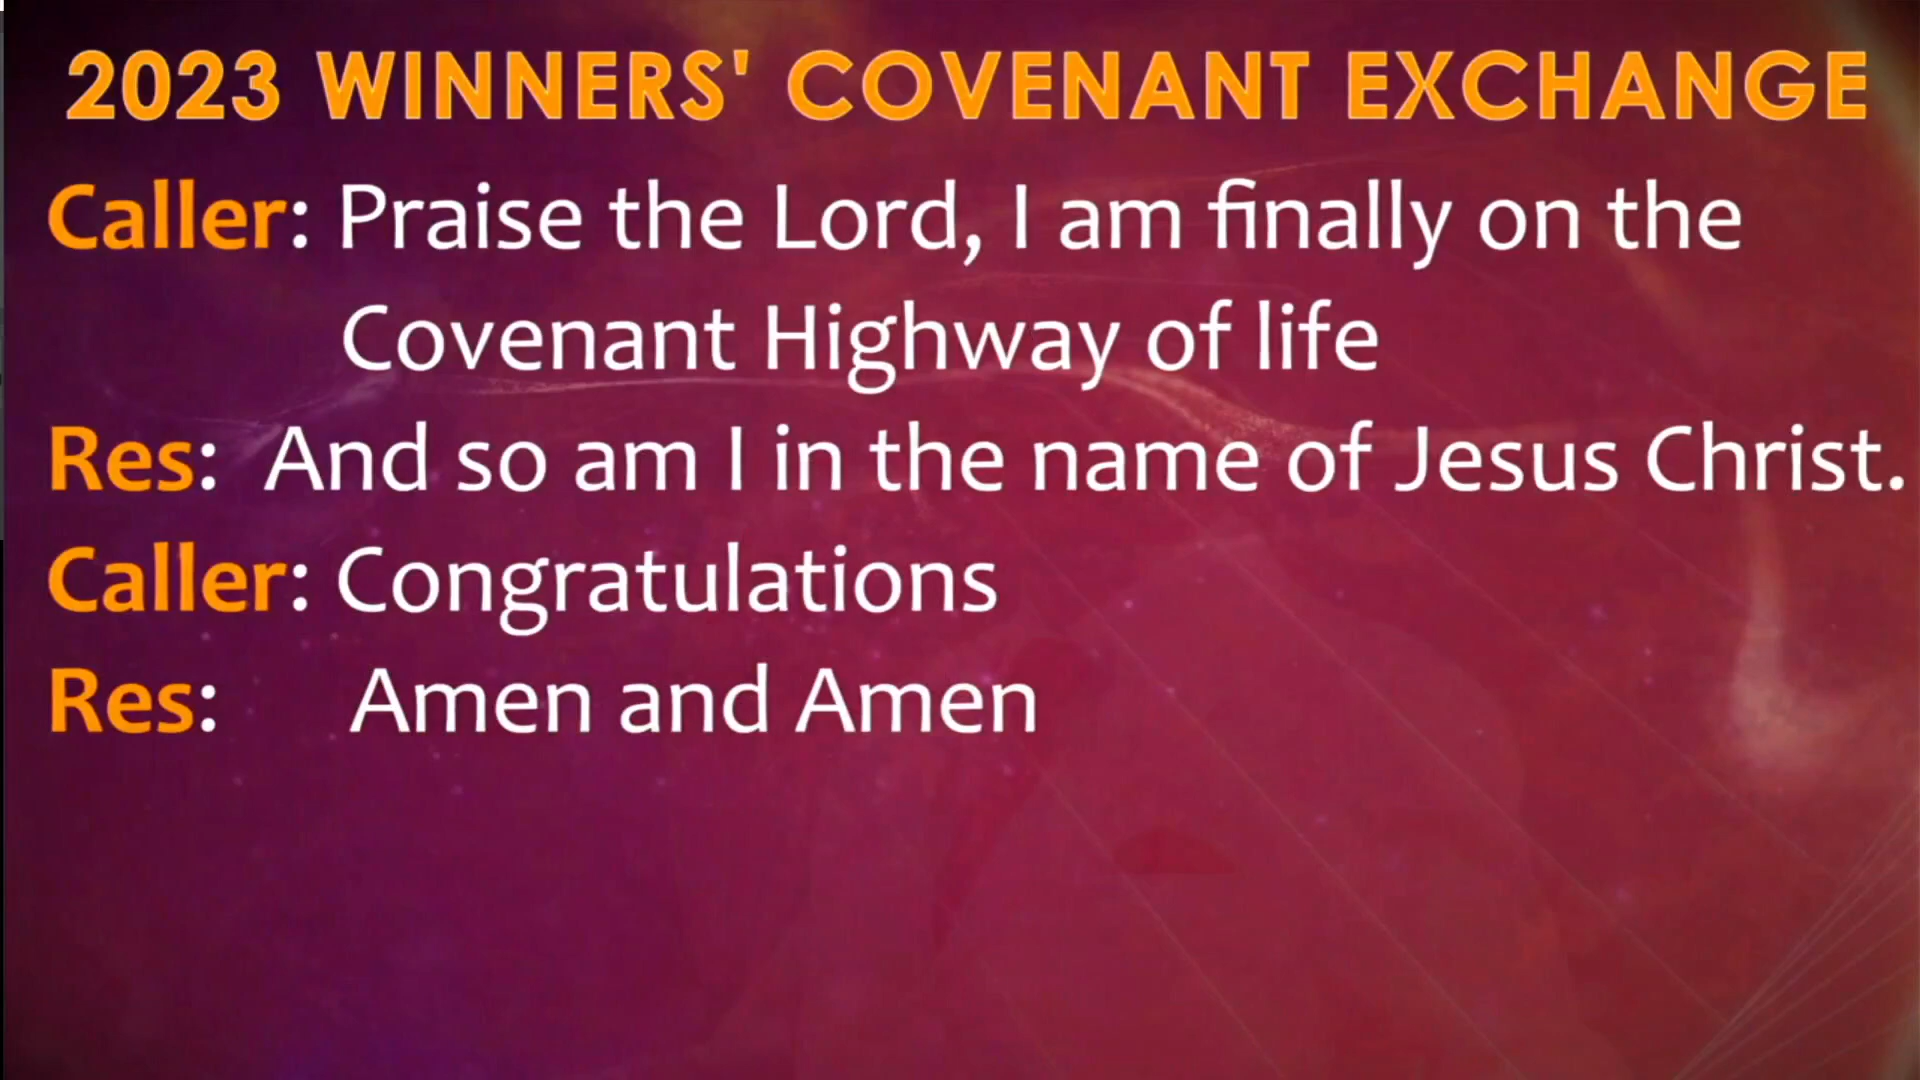 2023 WINNERS' COVENANT EXCHANGE
Caller: Praise the Lord, I am finally on the
Covenant Highway of life
Res: And so am I in the name of Jesus Christ.
Caller: Congratulations
Res: Amen and Amen